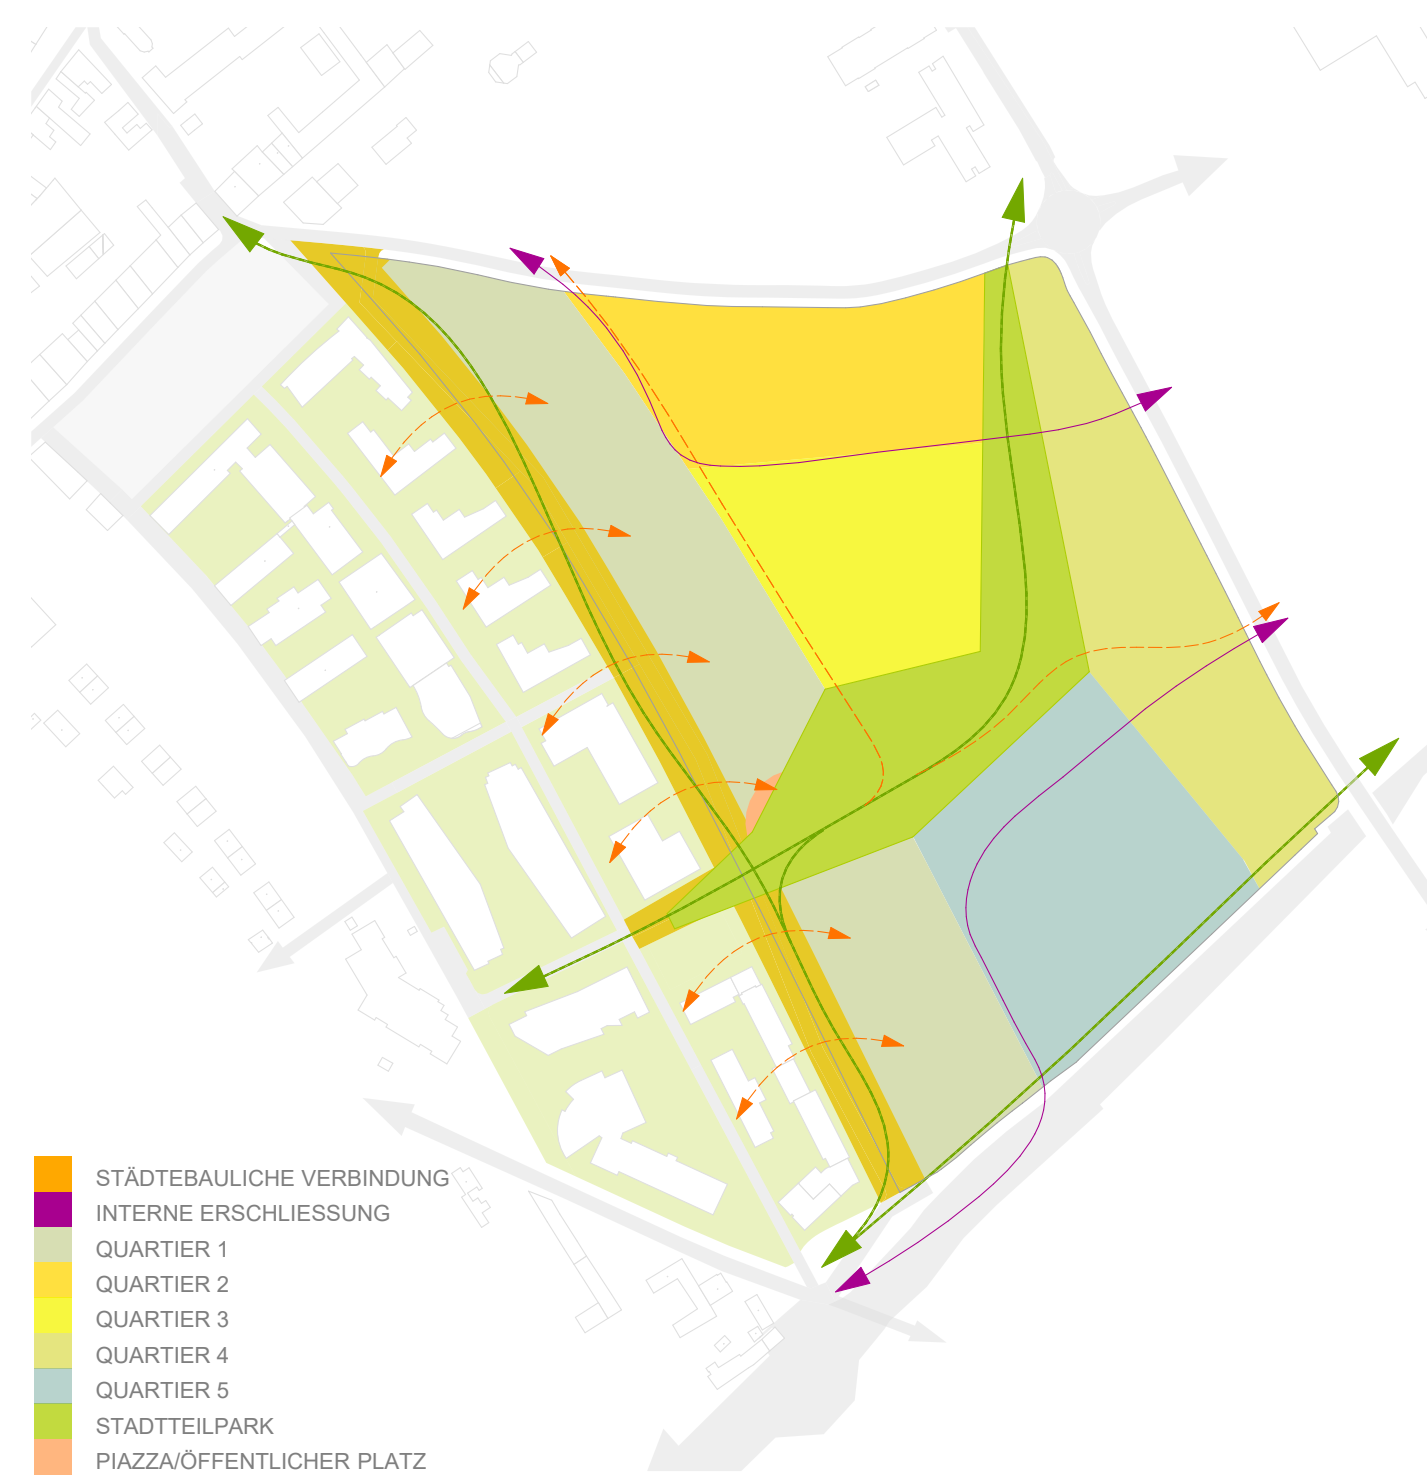 STÄDTEBAULICHE VERBINDUNG
INTERNE ERSCHLIESSUNG
QUARTIER 1
QUARTIER 2
QUARTIER 3
QUARTIER 4
QUARTIER 5
STADTTEILPARK
PIAZZA/ÖFFENTLICHER PLATZ